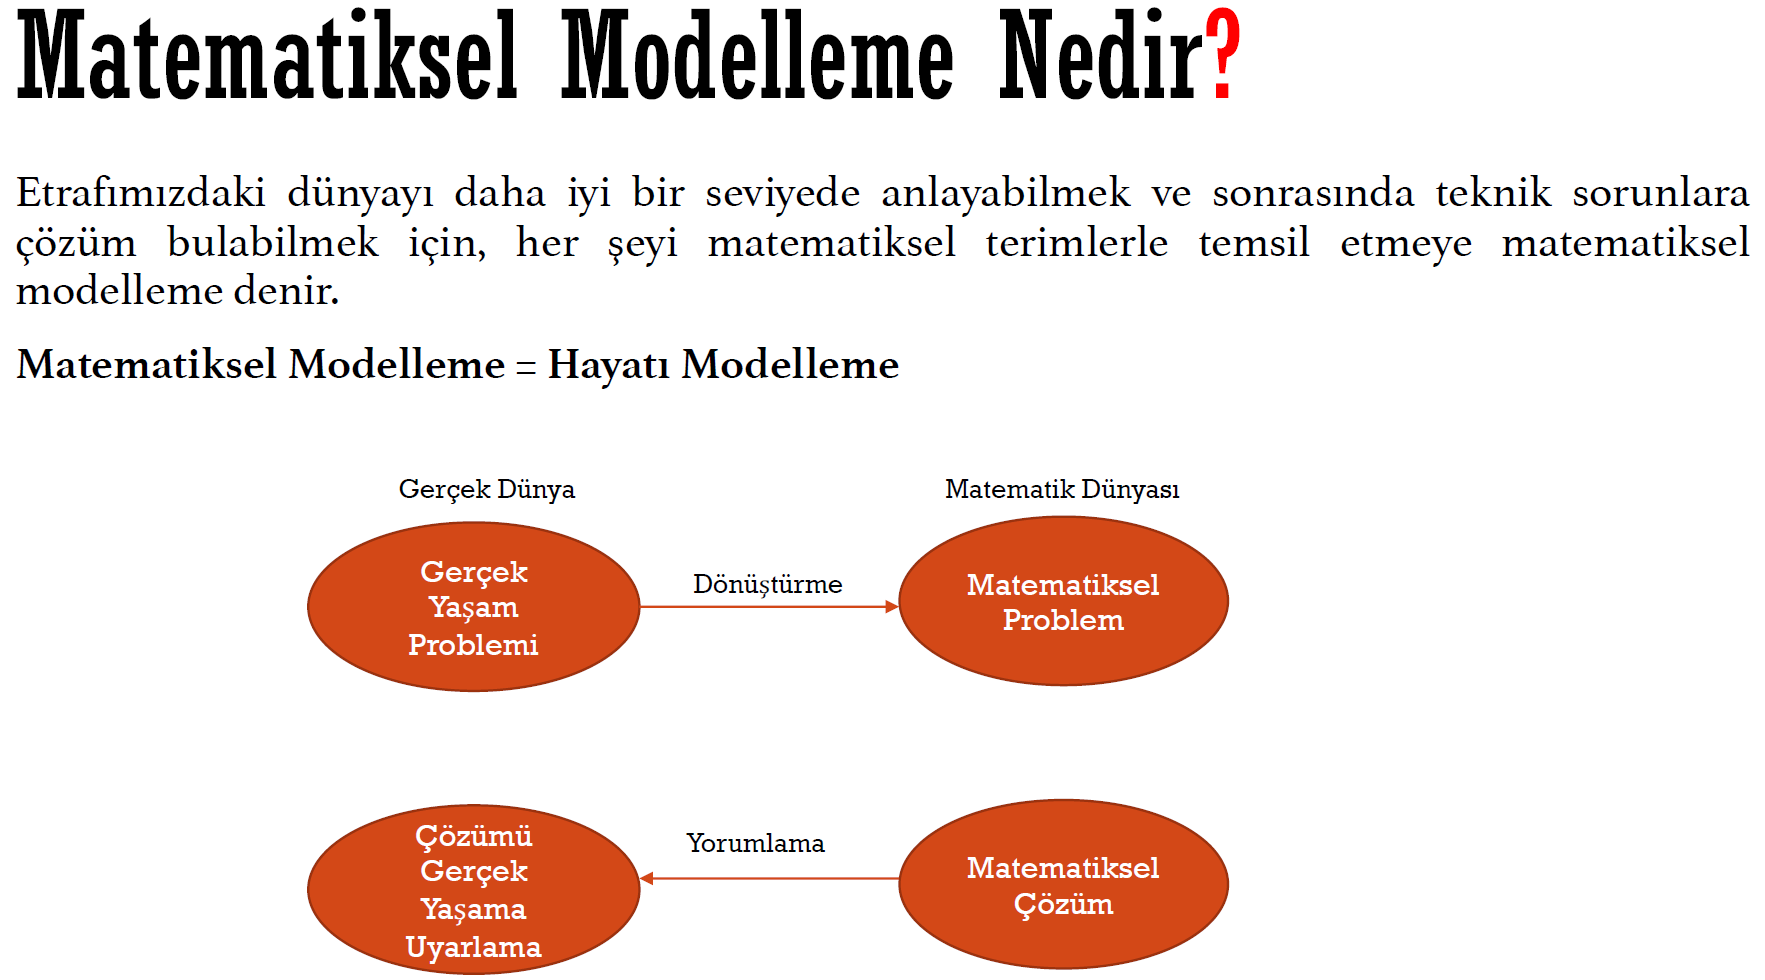 Matematiksel Modelleme Nedir?
Etrafımızdaki dünyayı daha iyi bir seviyede anlayabilmek ve sonrasında teknik sorunlara
çözüm bulabilmek için, her şeyi matematiksel terimlerle temsil etmeye matematiksel
modelleme denir.
Matematiksel Modelleme = Hayatı Modelleme
Gerçek Dünya
Matematik Dünyası
Gerçek
Yaşam
Problemi
Dönüştürme
Matematiksel
Problem
Çözümü
Gerçek
Yaşama
Uyarlama
Yorumlama
Matematiksel
Çözüm